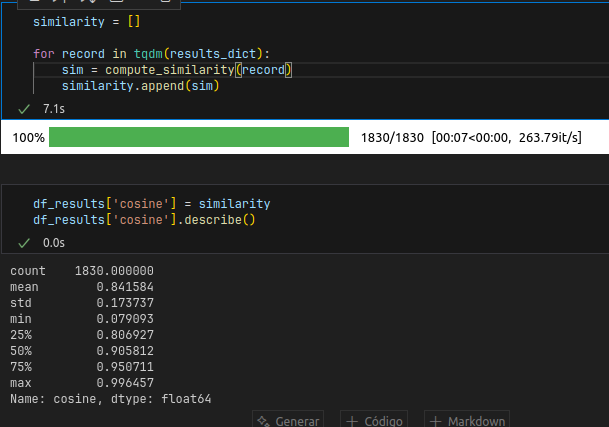 similarity = []
for record in tqdm(results_dict):
    sim = compute_similarity(record)
    similarity.append(sim)
7.1s
100% 1830/1830 [00:07<00:00, 263.79it/s]
df_results['cosine'] = similarity
df_results['cosine'].describe()
0.0s
count    1830.000000
mean        0.841584
std         0.173737
min         0.079093
25%         0.806927
50%         0.905812
75%         0.950711
max         0.996457
Name: cosine, dtype: float64
Generar + Código + Markdown